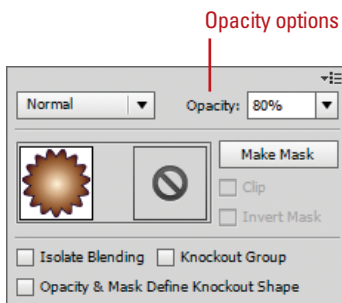 Opacity options
Normal Opacity: 80%
Make Mask
Clip
Invert Mask
Isolate Blending Knockout Group
Opacity & Mask Define Knockout Shape